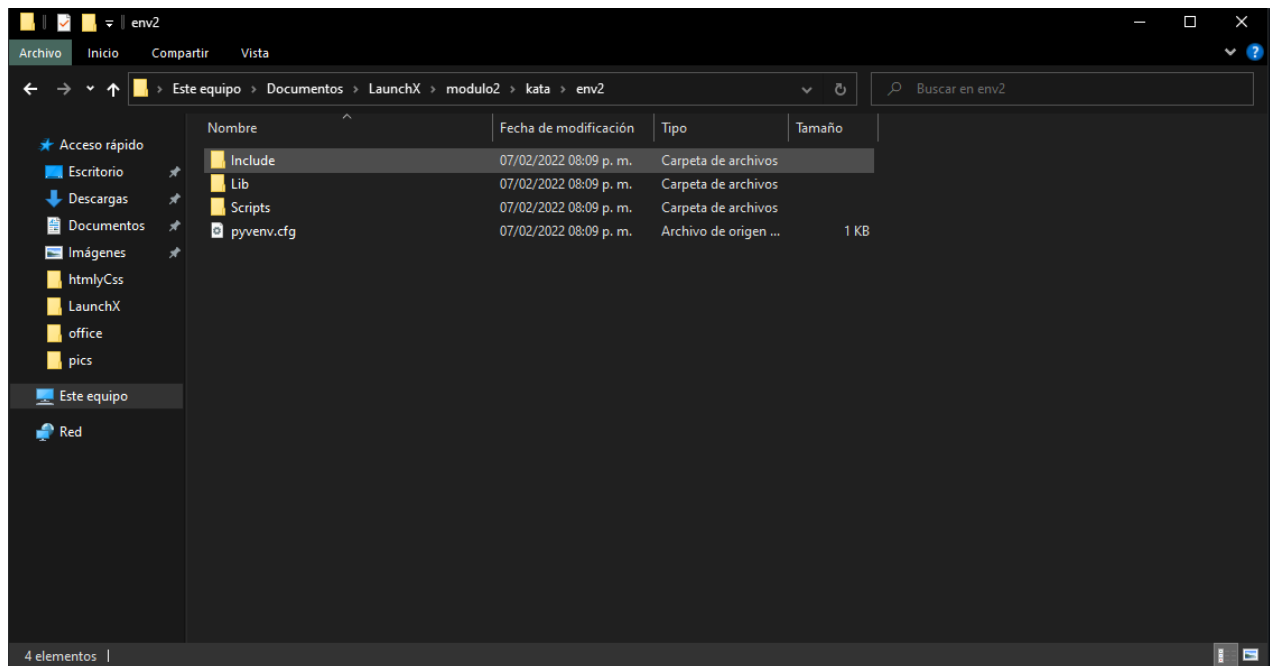 env2
Archivo Inicio Compartir Vista
Este equipo > Documentos > LaunchX > modulo2 > kata > env2
Buscar en env2
Nombre Fecha de modificación Tipo Tamaño
Acceso rápido
Escritorio
Descargas
Documentos
Imágenes
htmlyCss
LaunchX
office
pics
Este equipo
Red
Include 07/02/2022 08:09 p. m. Carpeta de archivos
Lib 07/02/2022 08:09 p. m. Carpeta de archivos
Scripts 07/02/2022 08:09 p. m. Carpeta de archivos
pyvenv.cfg 07/02/2022 08:09 p. m. Archivo de origen ... 1 KB
4 elementos